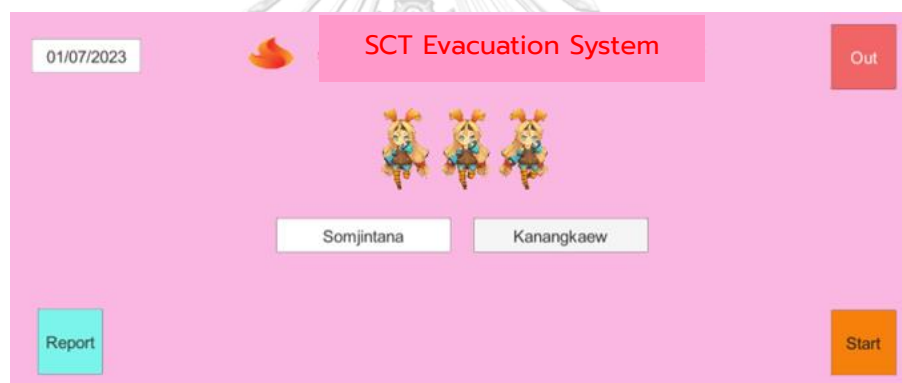 01/07/2023
SCT Evacuation System
Out
Somjintana
Kanangkaew
Report
Start